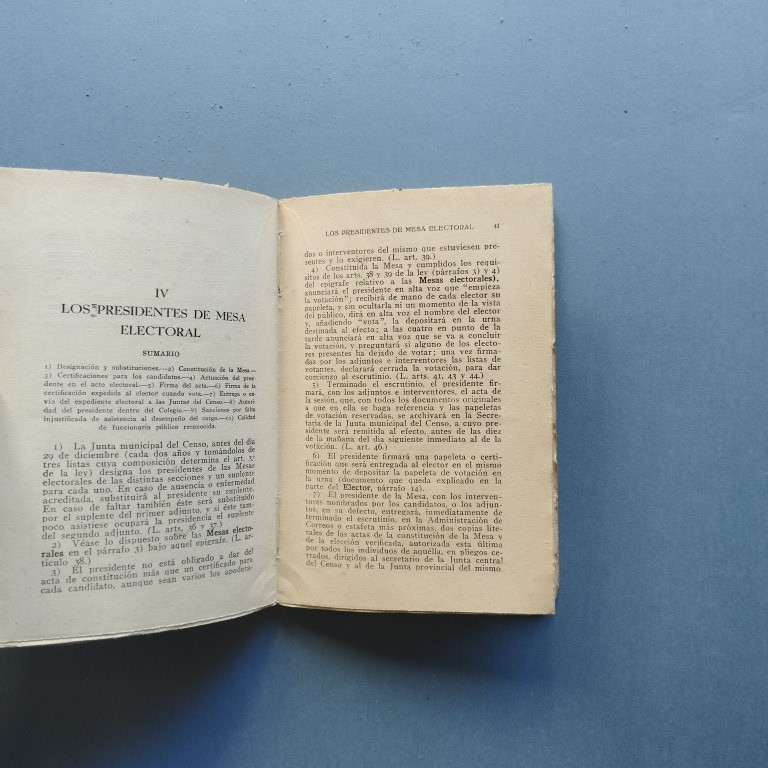 IV
LOS PRESIDENTES DE MESA
ELECTORAL
SUMARIO
1) Designación y substituciones.—2) Constitución de la Mesa.—
3) Certificaciones para los candidatos.—4) Actuación del presi-
dente en el acto electoral.—5) Firma del acta.—6) Firma de la
certificación expedida al elector cuando vota.—7) Entrega o en-
vío del expediente electoral a las Juntas del Censo.—8) Autori-
dad del presidente dentro del Colegio.—9) Sanciones por falta
injustificada de asistencia al desempeño del cargo.—10) Calidad
de funcionario público reconocida.
1) La Junta municipal del Censo, antes del día
29 de diciembre (cada dos años y tomándolos de
tres listas cuya composición determina el art. 3.º
de la ley) designa los presidentes de las Mesas
electorales de las distintas secciones y un suplente
para cada uno. En caso de ausencia o enfermedad
acreditada, substituirá al presidente su suplente.
En caso de faltar también éste será substituído
por el suplente del primer adjunto, y si éste tam-
poco asistiese ocupará la presidencia el suplente
del segundo adjunto. (L. arts. 36 y 37.)
2) Véase lo dispuesto sobre las Mesas electo-
rales en el párrafo 3) bajo aquel epígrafe. (L. ar-
tículo 38.)
3) El presidente no está obligado a dar del
acta de constitución más que un certificado para
cada candidato, aunque sean varios los apodera-
LOS PRESIDENTES DE MESA ELECTORAL 41
dos o interventores del mismo que estuviesen pre-
sentes y lo exigieren. (L. art. 39.)
4) Constituída la Mesa y cumplidos los requi-
sitos de los arts. 38 y 39 de la ley (párrafos 3) y 4)
del epígrafe relativo a las Mesas electorales),
anunciará el presidente en alta voz que "empieza
la votación"; recibirá de mano de cada elector su
papeleta, y sin ocultarla ni un momento de la vista
del público, dirá en alta voz el nombre del elector
y, añadiendo "vota", la depositará en la urna
destinada al efecto; a las cuatro en punto de la
tarde anunciará en alta voz que se va a concluir
la votación, y preguntará si alguno de los electo-
res presentes ha dejado de votar; una vez firma-
das por los adjuntos e interventores las listas de
votantes, declarará cerrada la votación, para dar
comienzo al escrutinio. (L. arts. 41, 43 y 44.)
5) Terminado el escrutinio, el presidente fir-
mará, con los adjuntos e interventores, el acta de
la sesión, que, con todos los documentos originales
a que en ella se haga referencia y las papeletas
de votación reservadas, se archivará en la Secre-
taría de la Junta municipal del Censo, a cuyo pre-
sidente será remitida al efecto, antes de las diez
de la mañana del día siguiente inmediato al de la
votación. (L. art. 46.)
6) El presidente firmará una papeleta o certi-
ficación que será entregada al elector en el mismo
momento de depositar la papeleta de votación en
la urna (documento que queda explicado en la
parte del Elector, párrafo 14).
7) El presidente de la Mesa, con los interven-
tores nombrados por los candidatos, o los adjun-
tos, en su defecto, entregará, inmediatamente de
terminado el escrutinio, en la Administración de
Correos o estafeta más próximas, dos copias lite-
rales de las actas de la constitución de la Mesa y
de la elección verificada, autorizada esta última
por todos los individuos de aquélla, en pliegos ce-
rrados, dirigidos al secretario de la Junta central
del Censo y al de la Junta provincial del mismo